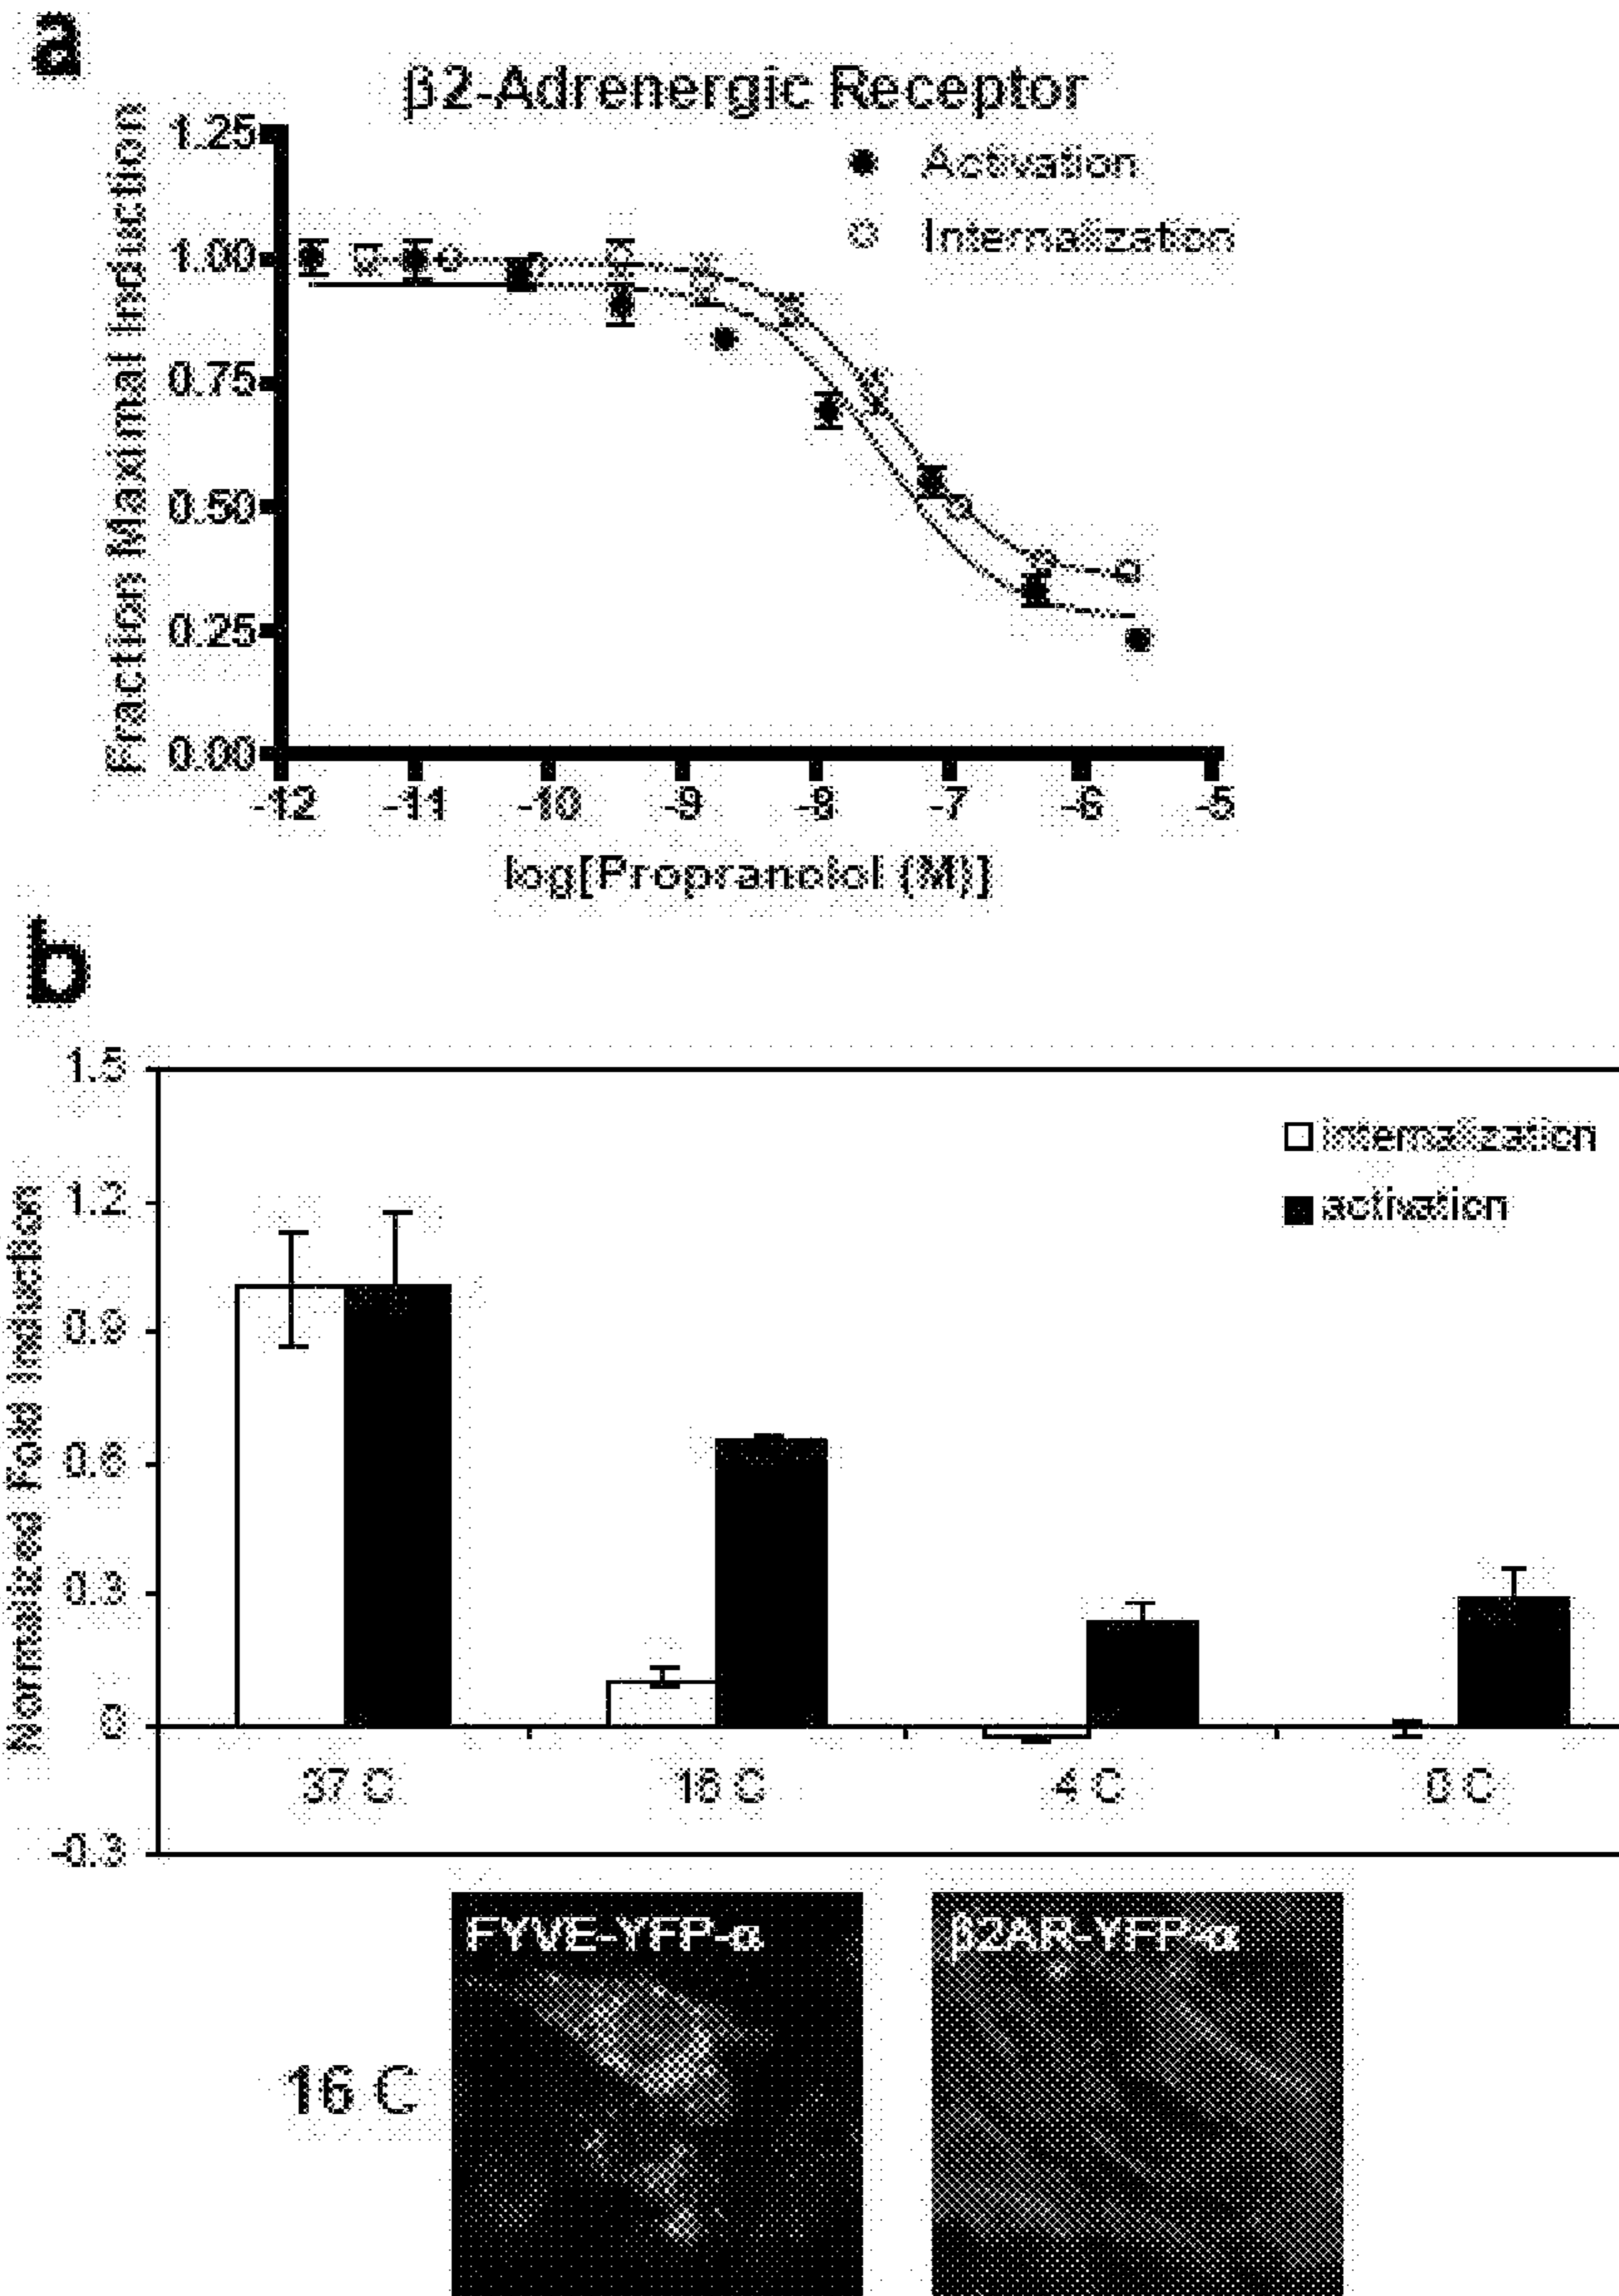 a
β2-Adrenergic Receptor
Activation
Internalization
Fraction Maximal Induction
1.25
1.00
0.75
0.50
0.25
0.00
-12 -11 -10 -9 -8 -7 -6 -5
log[Propranolol (M)]
b
Normalized Fold Induction
1.5
1.2
0.9
0.6
0.3
0
-0.3
internalization
activation
37 C 16 C 4 C 0 C
16 C
FYVE-YFP-α
β2AR-YFP-α